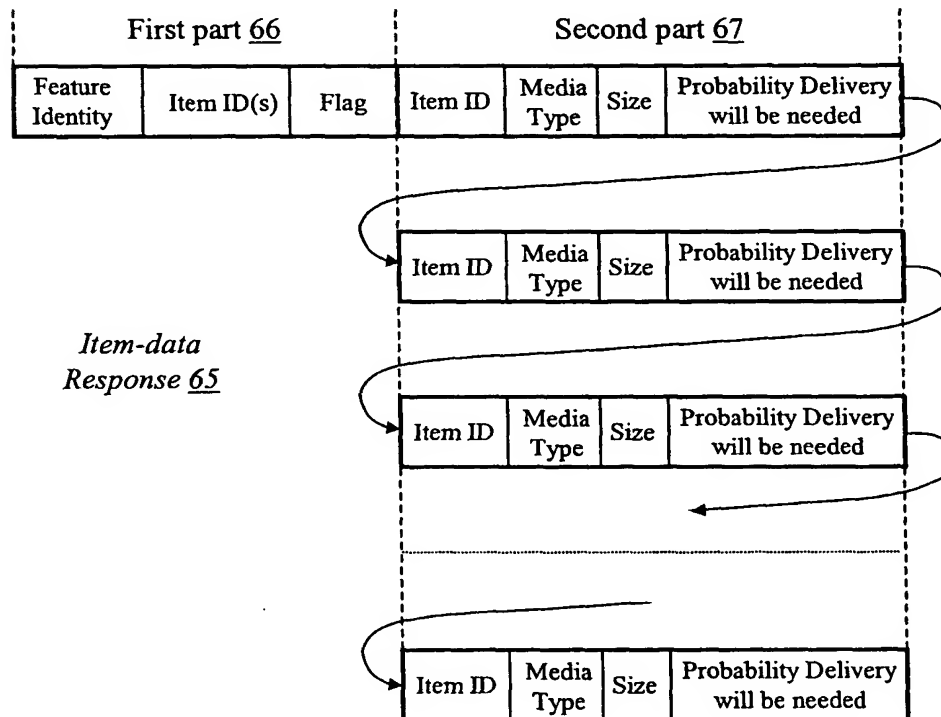 First part 66 Second part 67
Feature Identity Item ID(s) Flag Item ID Media Type Size Probability Delivery will be needed
Item ID Media Type Size Probability Delivery will be needed
Item-data
Response 65
Item ID Media Type Size Probability Delivery will be needed
Item ID Media Type Size Probability Delivery will be needed